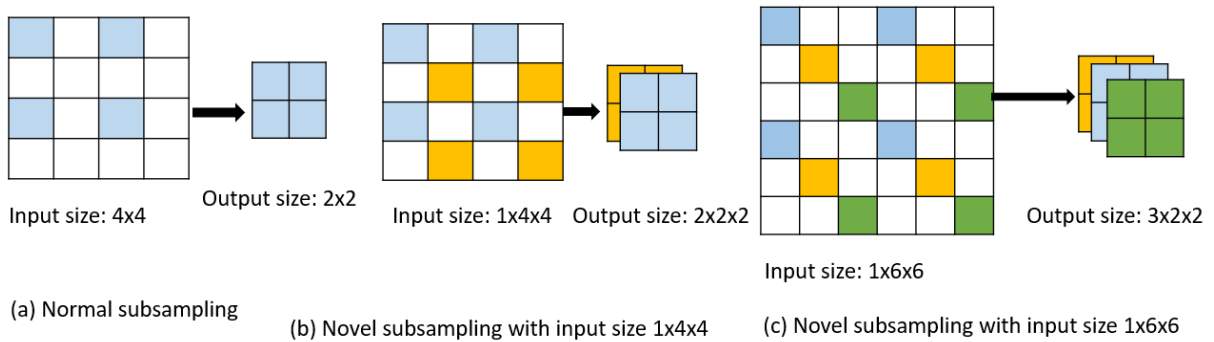 Input size: 4x4
Output size: 2x2
(a) Normal subsampling
Input size: 1x4x4
Output size: 2x2x2
(b) Novel subsampling with input size 1x4x4
Input size: 1x6x6
Output size: 3x2x2
(c) Novel subsampling with input size 1x6x6